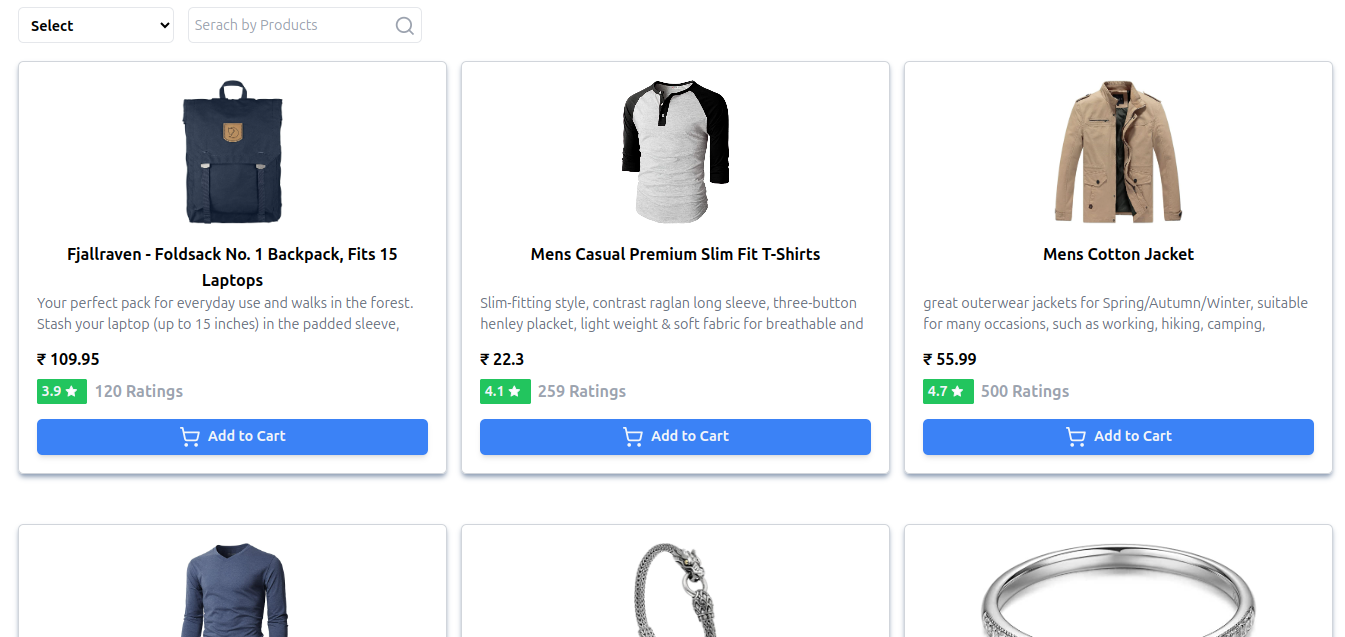 Select
Serach by Products
Fjallraven - Foldsack No. 1 Backpack, Fits 15
Laptops
Your perfect pack for everyday use and walks in the forest.
Stash your laptop (up to 15 inches) in the padded sleeve,
₹ 109.95
3.9 ★ 120 Ratings
Add to Cart
Mens Casual Premium Slim Fit T-Shirts
Slim-fitting style, contrast raglan long sleeve, three-button
henley placket, light weight & soft fabric for breathable and
₹ 22.3
4.1 ★ 259 Ratings
Add to Cart
Mens Cotton Jacket
great outerwear jackets for Spring/Autumn/Winter, suitable
for many occasions, such as working, hiking, camping,
₹ 55.99
4.7 ★ 500 Ratings
Add to Cart